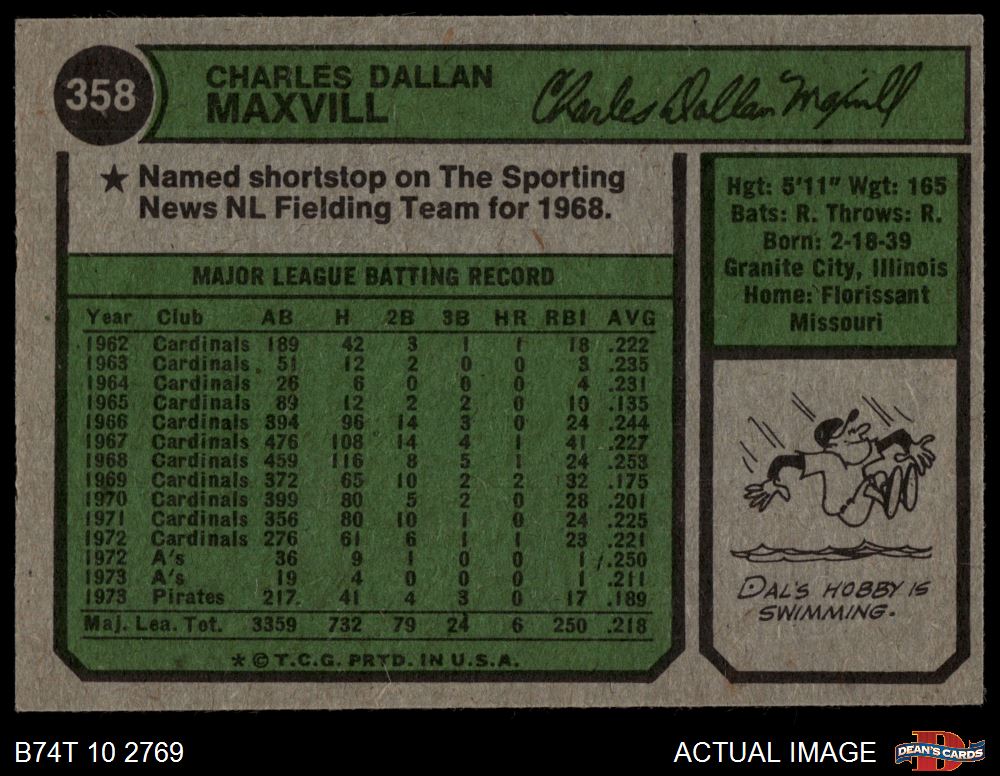 358
CHARLES DALLAN
MAXVILL
Charles Dallan Maxvill
★ Named shortstop on The Sporting
News NL Fielding Team for 1968.
MAJOR LEAGUE BATTING RECORD
Year Club AB H 2B 3B HR RBI AVG
1962 Cardinals 189 42 3 1 1 18 .222
1963 Cardinals 51 12 2 0 0 3 .235
1964 Cardinals 26 6 0 0 0 4 .231
1965 Cardinals 89 12 2 2 0 10 .135
1966 Cardinals 394 96 14 3 0 24 .244
1967 Cardinals 476 108 14 4 1 41 .227
1968 Cardinals 459 116 8 5 1 24 .253
1969 Cardinals 372 65 10 2 2 32 .175
1970 Cardinals 399 80 5 2 0 28 .201
1971 Cardinals 356 80 10 1 0 24 .225
1972 Cardinals 276 61 6 1 1 23 .221
1972 A's 36 9 1 0 0 1 .250
1973 A's 19 4 0 0 0 1 .211
1973 Pirates 217 41 4 3 0 17 .189
Maj. Lea. Tot. 3359 732 79 24 6 250 .218
* © T.C.G. PRTD. IN U.S.A.
Hgt: 5'11" Wgt: 165
Bats: R. Throws: R.
Born: 2-18-39
Granite City, Illinois
Home: Florissant
Missouri
DAL'S HOBBY IS
SWIMMING.
B74T 10 2769
ACTUAL IMAGE
D
DEAN'S CARDS